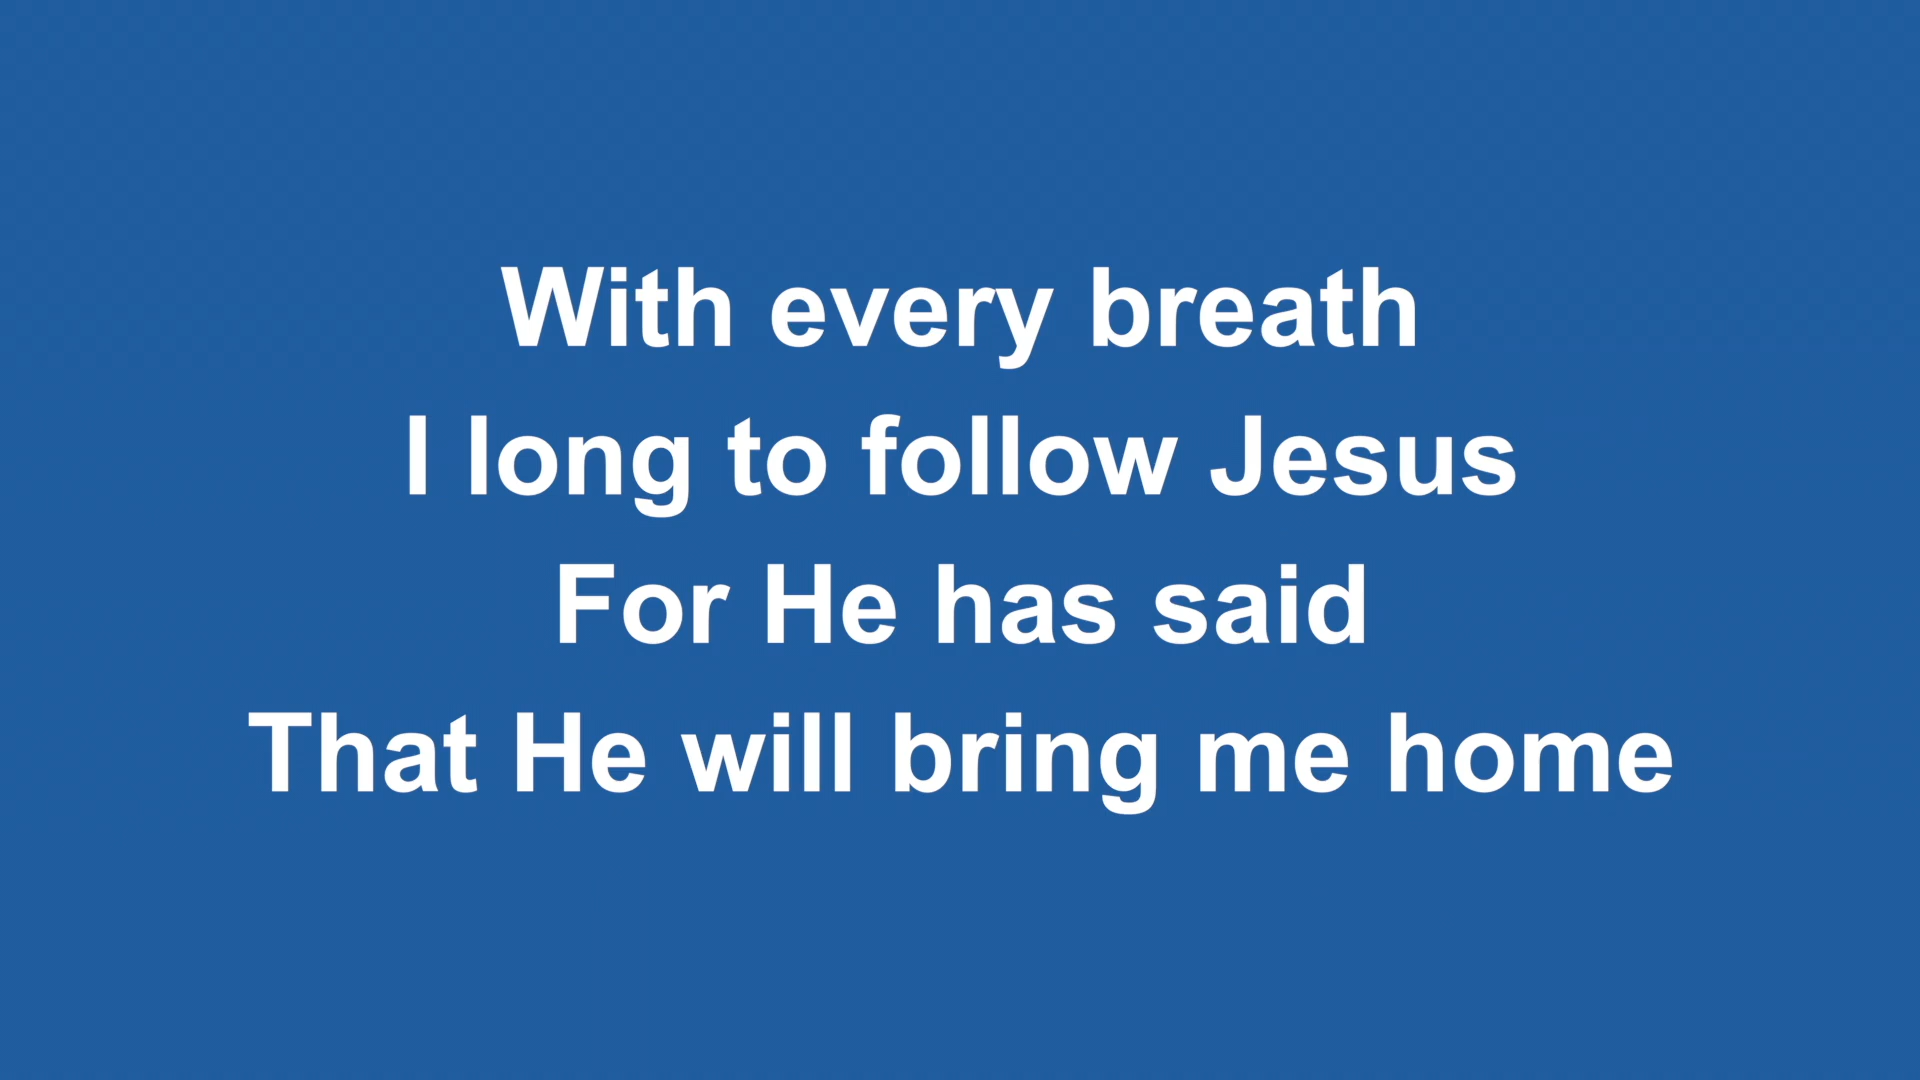 With every breath
I long to follow Jesus
For He has said
That He will bring me home